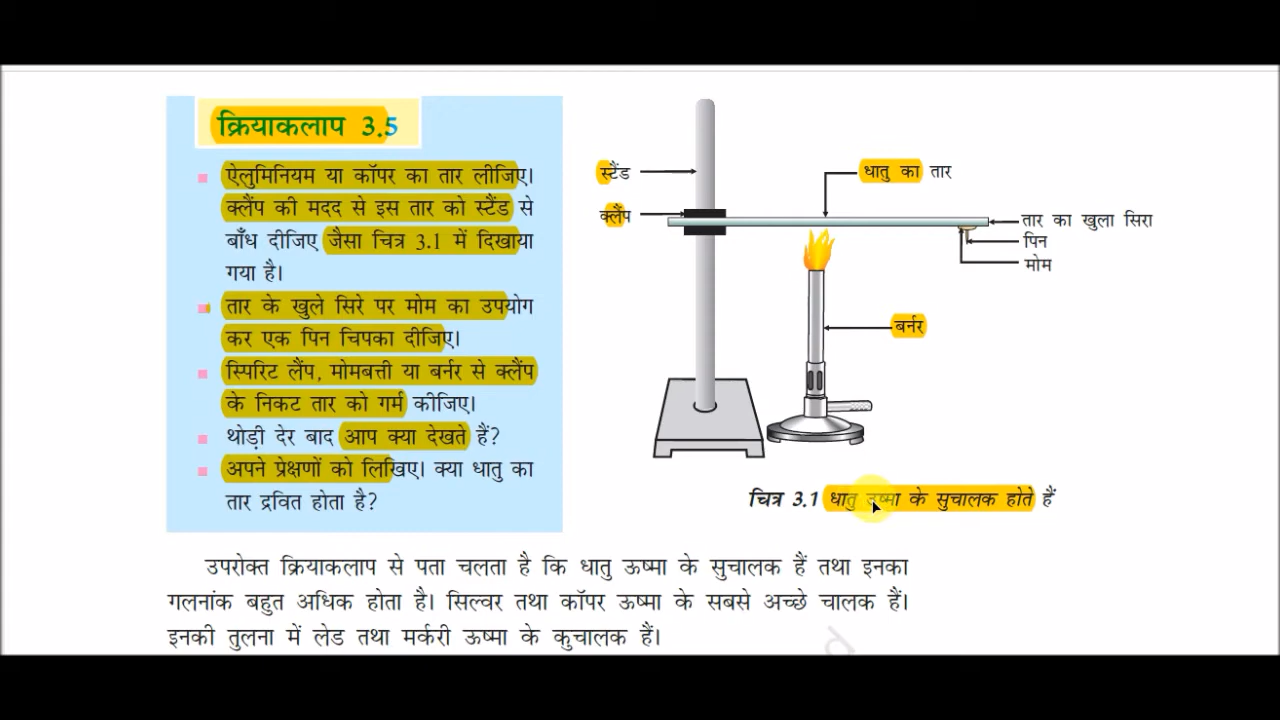 क्रियाकलाप 3.5
ऐलुमिनियम या कॉपर का तार लीजिए।
क्लैंप की मदद से इस तार को स्टैंड से
बाँध दीजिए जैसा चित्र 3.1 में दिखाया
गया है।
तार के खुले सिरे पर मोम का उपयोग
कर एक पिन चिपका दीजिए।
स्पिरिट लैंप, मोमबत्ती या बर्नर से क्लैंप
के निकट तार को गर्म कीजिए।
थोड़ी देर बाद आप क्या देखते हैं?
अपने प्रेक्षणों को लिखिए। क्या धातु का
तार द्रवित होता है?
स्टैंड
क्लैंप
धातु का तार
तार का खुला सिरा
पिन
मोम
बर्नर
चित्र 3.1 धातु ऊष्मा के सुचालक होते हैं
उपरोक्त क्रियाकलाप से पता चलता है कि धातु ऊष्मा के सुचालक हैं तथा इनका
गलनांक बहुत अधिक होता है। सिल्वर तथा कॉपर ऊष्मा के सबसे अच्छे चालक हैं।
इनकी तुलना में लेड तथा मर्करी ऊष्मा के कुचालक हैं।
d